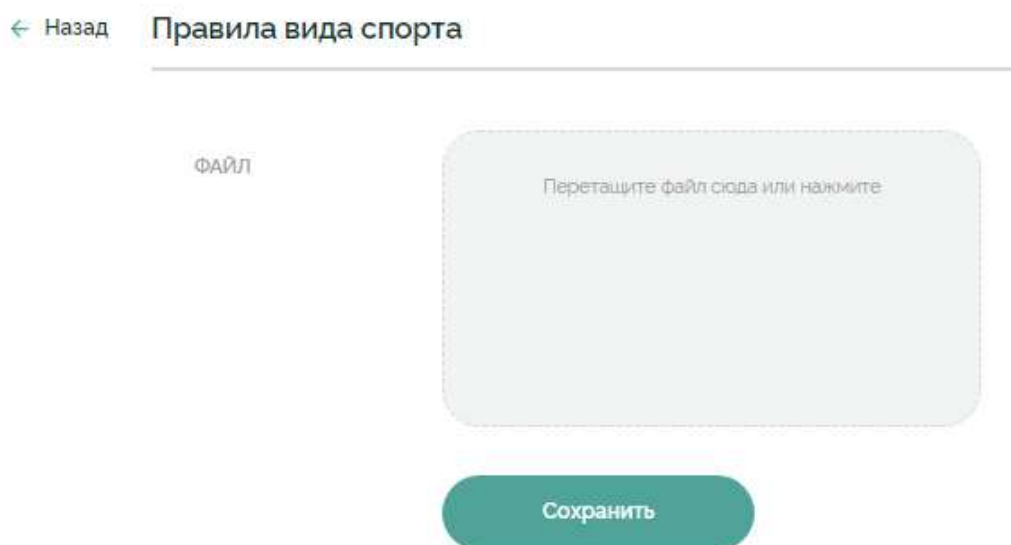 ← Назад
Правила вида спорта
ФАЙЛ
Перетащите файл сюда или нажмите
Сохранить